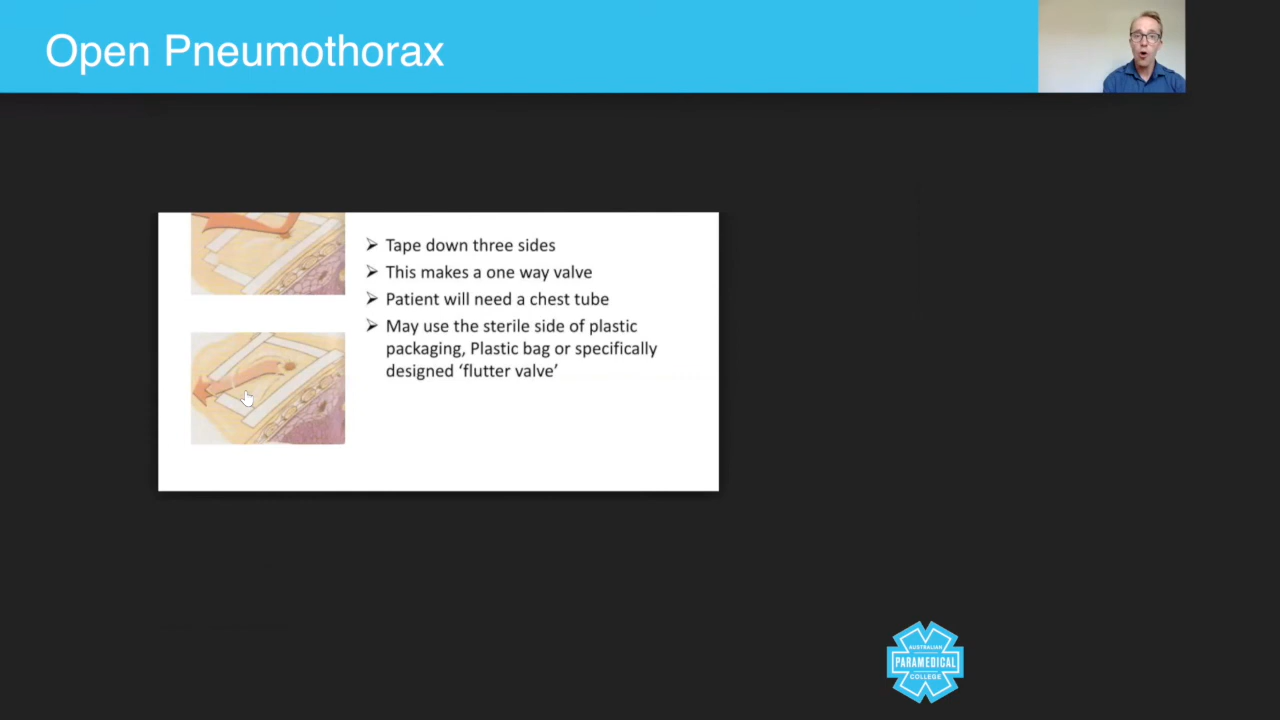 Open Pneumothorax
➢ Tape down three sides
➢ This makes a one way valve
➢ Patient will need a chest tube
➢ May use the sterile side of plastic
packaging, Plastic bag or specifically
designed ‘flutter valve’
AUSTRALIAN
PARAMEDICAL
COLLEGE